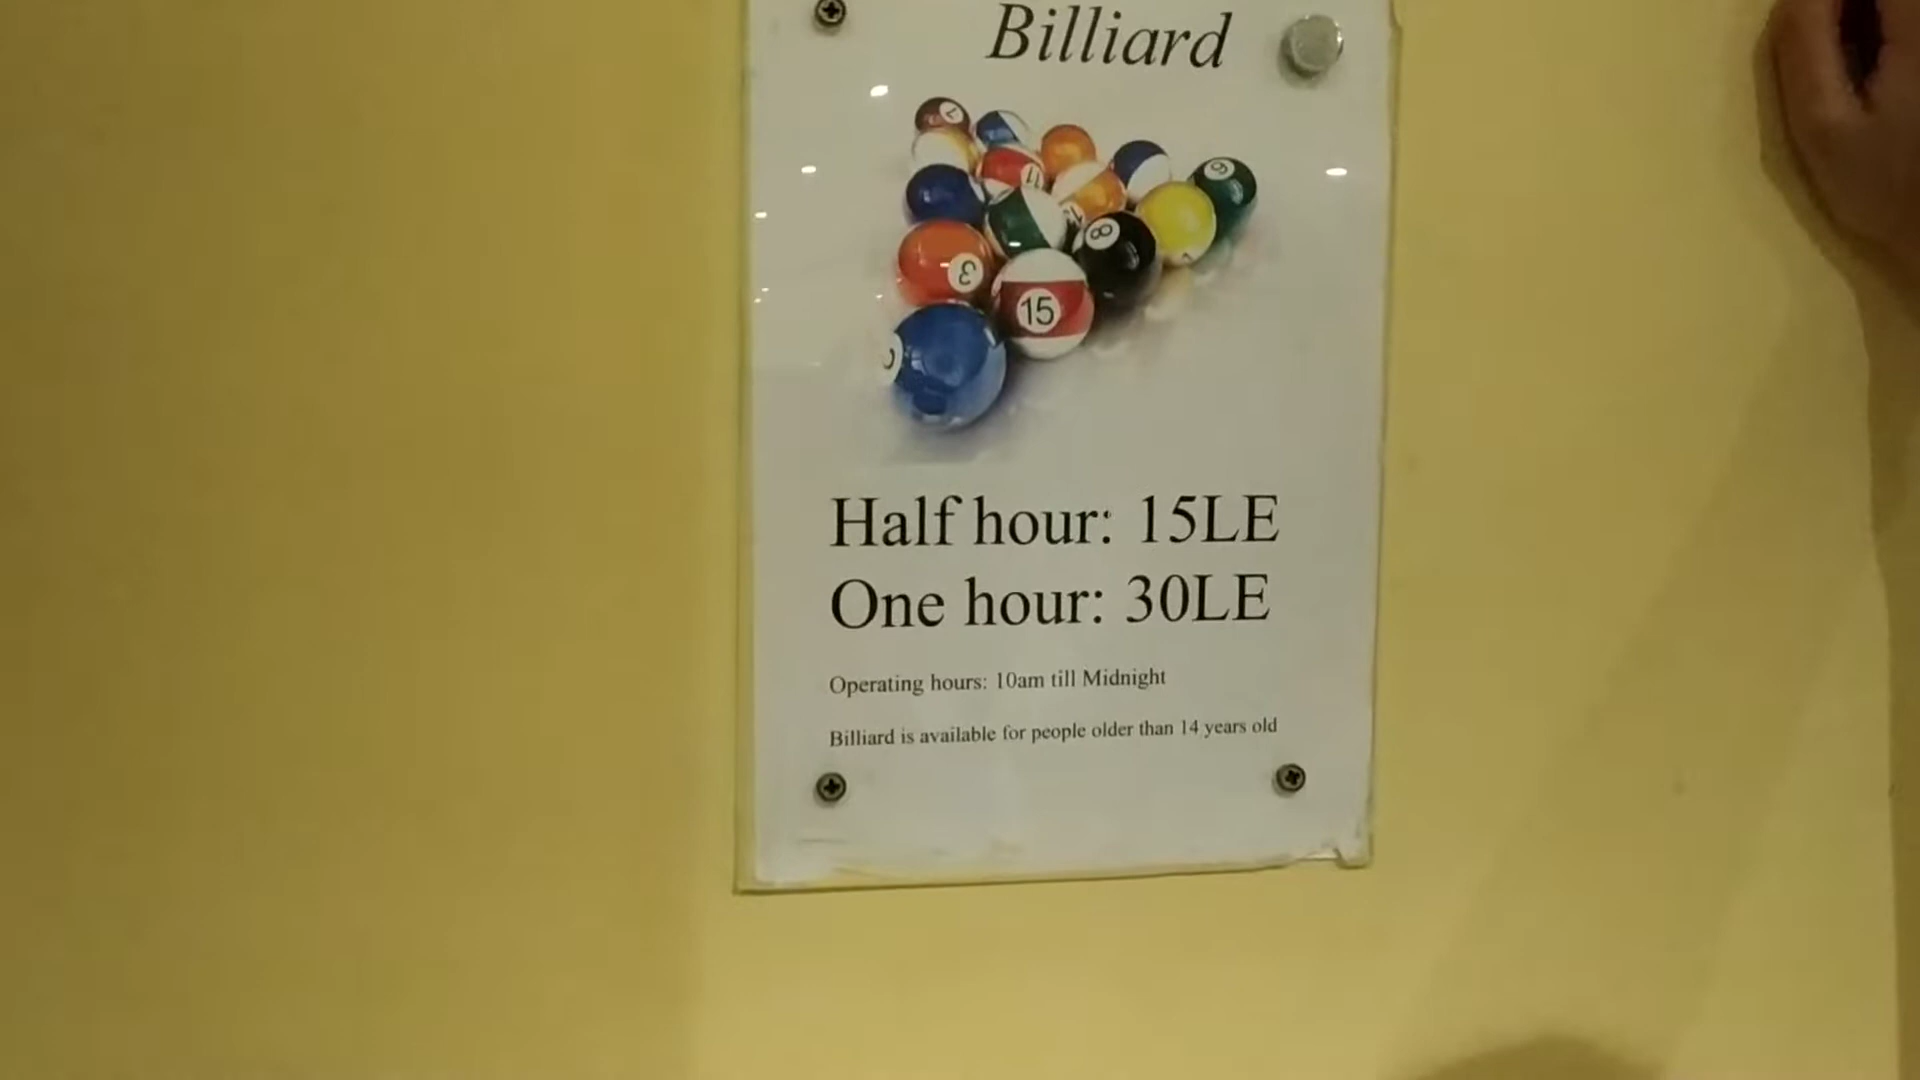 Billiard
Half hour: 15LE
One hour: 30LE
Operating hours: 10am till Midnight
Billiard is available for people older than 14 years old